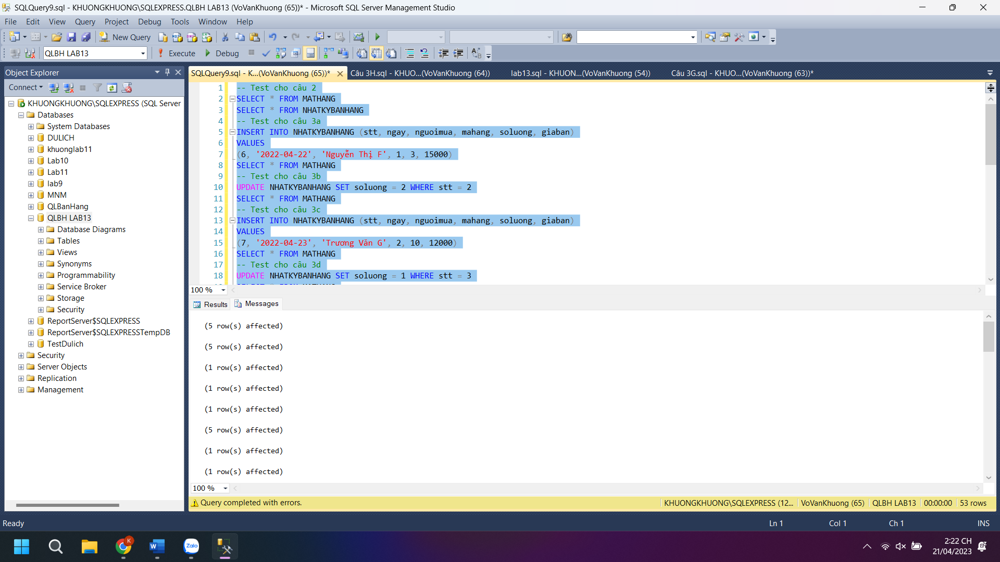 SQLQuery9.sql - KHUONGKHUONG\SQLEXPRESS.QLBH LAB13 (VoVanKhuong (65))* - Microsoft SQL Server Management Studio
File Edit View Query Project Debug Tools Window Help
New Query
QLBH LAB13 Execute Debug
Object Explorer
Connect
KHUONGKHUONG\SQLEXPRESS (SQL Server
Databases
System Databases
DULICH
khuonglab11
Lab10
Lab11
lab9
MNM
QLBanHang
QLBH LAB13
Database Diagrams
Tables
Views
Synonyms
Programmability
Service Broker
Storage
Security
ReportServer$SQLEXPRESS
ReportServer$SQLEXPRESSTempDB
TestDulich
Security
Server Objects
Replication
Management
SQLQuery9.sql - K...(VoVanKhuong (65))* Câu 3H.sql - KHUO...(VoVanKhuong (64)) lab13.sql - KHUON...(VoVanKhuong (54)) Câu 3G.sql - KHUO...(VoVanKhuong (63))*
1 -- Test cho câu 2
2 SELECT * FROM MATHANG
3 SELECT * FROM NHATKYBANHANG
4 -- Test cho câu 3a
5 INSERT INTO NHATKYBANHANG (stt, ngay, nguoimua, mahang, soluong, giaban)
6 VALUES
7 (6, '2022-04-22', 'Nguyễn Thị F', 1, 3, 15000)
8 SELECT * FROM MATHANG
9 -- Test cho câu 3b
10 UPDATE NHATKYBANHANG SET soluong = 2 WHERE stt = 2
11 SELECT * FROM MATHANG
12 -- Test cho câu 3c
13 INSERT INTO NHATKYBANHANG (stt, ngay, nguoimua, mahang, soluong, giaban)
14 VALUES
15 (7, '2022-04-23', 'Trương Văn G', 2, 10, 12000)
16 SELECT * FROM MATHANG
17 -- Test cho câu 3d
18 UPDATE NHATKYBANHANG SET soluong = 1 WHERE stt = 3
100 %
Results Messages
(5 row(s) affected)
(5 row(s) affected)
(1 row(s) affected)
(1 row(s) affected)
(1 row(s) affected)
(5 row(s) affected)
(1 row(s) affected)
(1 row(s) affected)
100 %
Query completed with errors. KHUONGKHUONG\SQLEXPRESS (12... VoVanKhuong (65) QLBH LAB13 00:00:00 53 rows
Ready Ln 1 Col 1 Ch 1 INS
K
W
Zalo
2:22 CH
21/04/2023